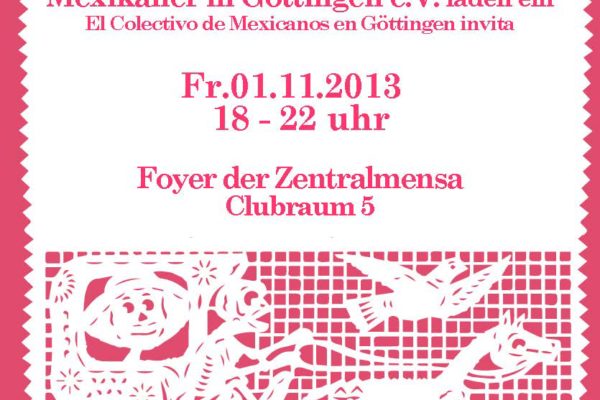 Mexikaner in Göttingen e.V. laden ein
El Colectivo de Mexicanos en Göttingen invita
Fr.01.11.2013
18 - 22 uhr
Foyer der Zentralmensa
Clubraum 5